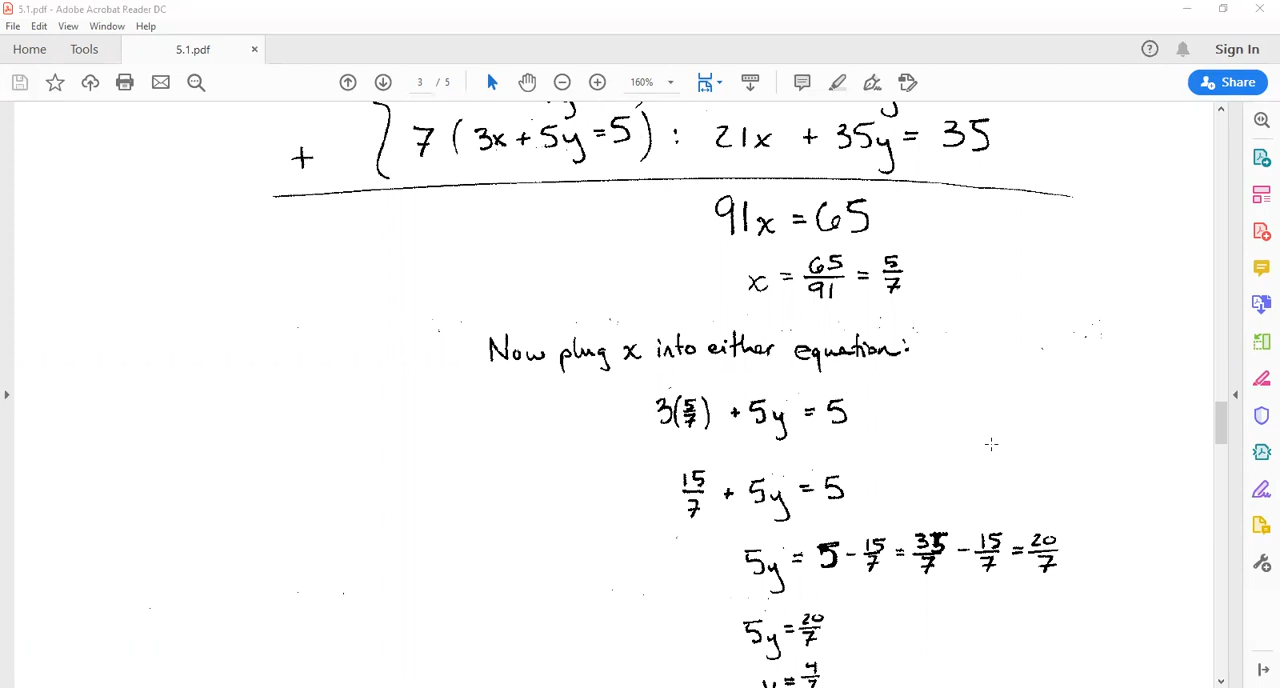 5.1.pdf - Adobe Acrobat Reader DC
File Edit View Window Help
Home Tools 5.1.pdf × Sign In
3 / 5 160% Share
+ { 7 ( 3x + 5y = 5 ) : 21x + 35y = 35
91x = 65
x = 65/91 = 5/7
Now plug x into either equation:
3(5/7) + 5y = 5
15/7 + 5y = 5
5y = 5 - 15/7 = 35/7 - 15/7 = 20/7
5y = 20/7
y = 4/7